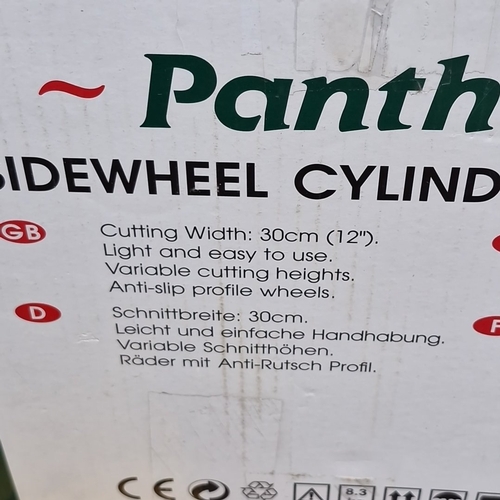 ~ Panth
SIDEWHEEL CYLIND
GB
Cutting Width: 30cm (12").
Light and easy to use.
Variable cutting heights.
Anti-slip profile wheels.
D
Schnittbreite: 30cm.
Leicht und einfache Handhabung.
Variable Schnitthöhen.
Räder mit Anti-Rutsch Profil.
F
CE
8.3